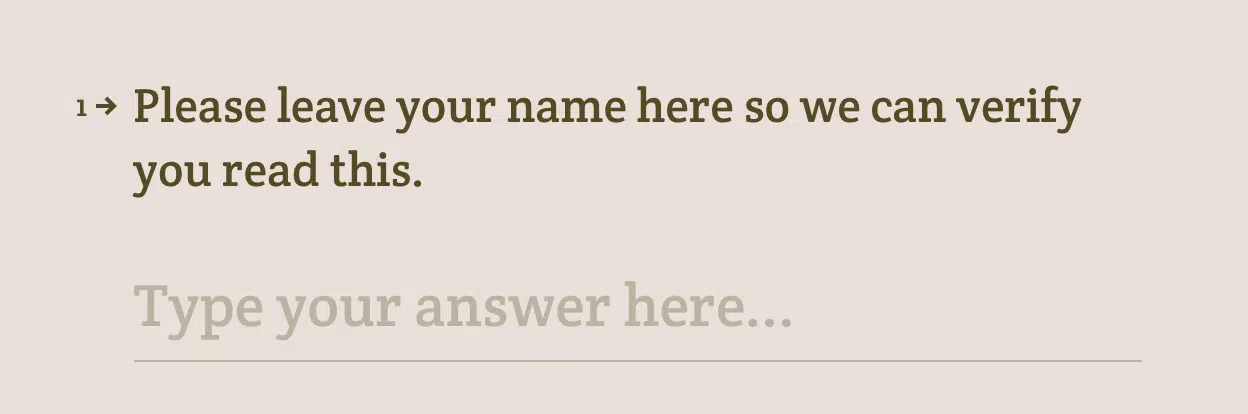 1 → Please leave your name here so we can verify
you read this.
Type your answer here...